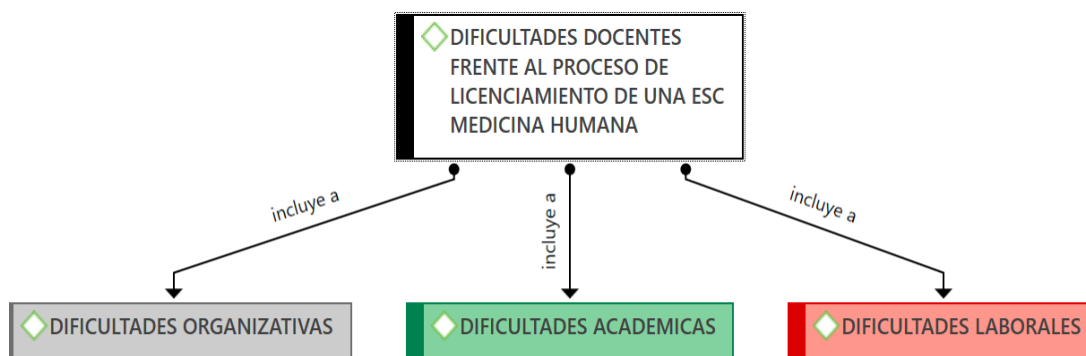 DIFICULTADES DOCENTES
FRENTE AL PROCESO DE
LICENCIAMIENTO DE UNA ESC
MEDICINA HUMANA
incluye a
incluye a
incluye a
DIFICULTADES ORGANIZATIVAS
DIFICULTADES ACADEMICAS
DIFICULTADES LABORALES